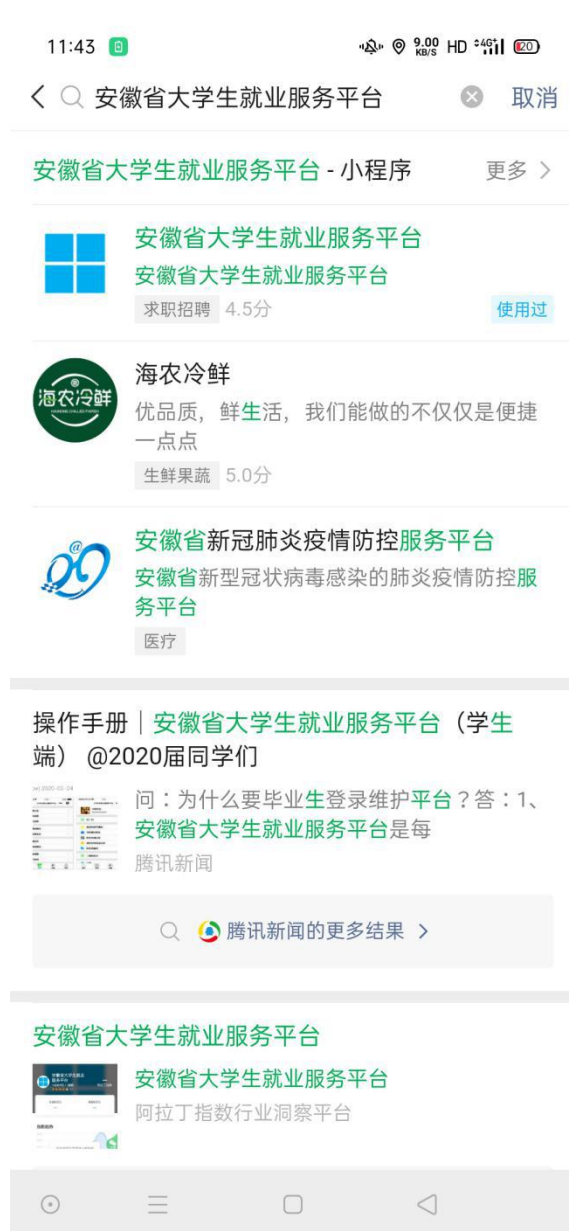 11:43
9.00 KB/S HD 4G+ 20
安徽省大学生就业服务平台 取消
安徽省大学生就业服务平台 - 小程序 更多
安徽省大学生就业服务平台
安徽省大学生就业服务平台
求职招聘 4.5分 使用过
海农冷鲜
海农冷鲜
优品质，鲜生活，我们能做的不仅仅是便捷
一点点
生鲜果蔬 5.0分
安徽省新冠肺炎疫情防控服务平台
安徽省新型冠状病毒感染的肺炎疫情防控服
务平台
医疗
操作手册｜安徽省大学生就业服务平台（学生
端） @2020届同学们
问：为什么要毕业生登录维护平台？答：1、
安徽省大学生就业服务平台是每
腾讯新闻
腾讯新闻的更多结果
安徽省大学生就业服务平台
安徽省大学生就业服务平台
阿拉丁指数行业洞察平台